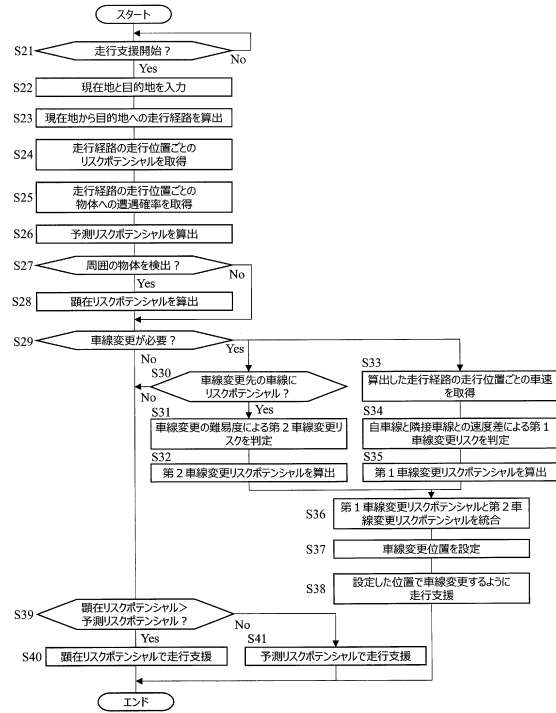 スタート
S21
走行支援開始？
No
Yes
S22
現在地と目的地を入力
S23
現在地から目的地への走行経路を算出
S24
走行経路の走行位置ごとの
リスクポテンシャルを取得
S25
走行経路の走行位置ごとの
物体への遭遇確率を取得
S26
予測リスクポテンシャルを算出
S27
周囲の物体を検出？
No
Yes
S28
顕在リスクポテンシャルを算出
S29
車線変更が必要？
Yes
No
S30
車線変更先の車線に
リスクポテンシャル？
No
Yes
S31
車線変更の難易度による第２車線変更リ
スクを判定
S32
第２車線変更リスクポテンシャルを算出
S33
算出した走行経路の走行位置ごとの車速
を取得
S34
自車線と隣接車線との速度差による第１
車線変更リスクを判定
S35
第１車線変更リスクポテンシャルを算出
S36
第１車線変更リスクポテンシャルと第２車
線変更リスクポテンシャルを統合
S37
車線変更位置を設定
S38
設定した位置で車線変更するように
走行支援
S39
顕在リスクポテンシャル＞
予測リスクポテンシャル？
No
Yes
S40
顕在リスクポテンシャルで走行支援
S41
予測リスクポテンシャルで走行支援
エンド